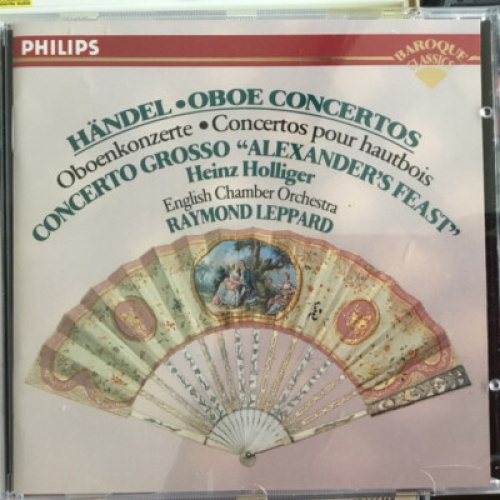 PHILIPS
BAROQUE
CLASSICS
HÄNDEL • OBOE CONCERTOS
Oboenkonzerte • Concertos pour hautbois
CONCERTO GROSSO "ALEXANDER'S FEAST"
Heinz Holliger
English Chamber Orchestra
RAYMOND LEPPARD